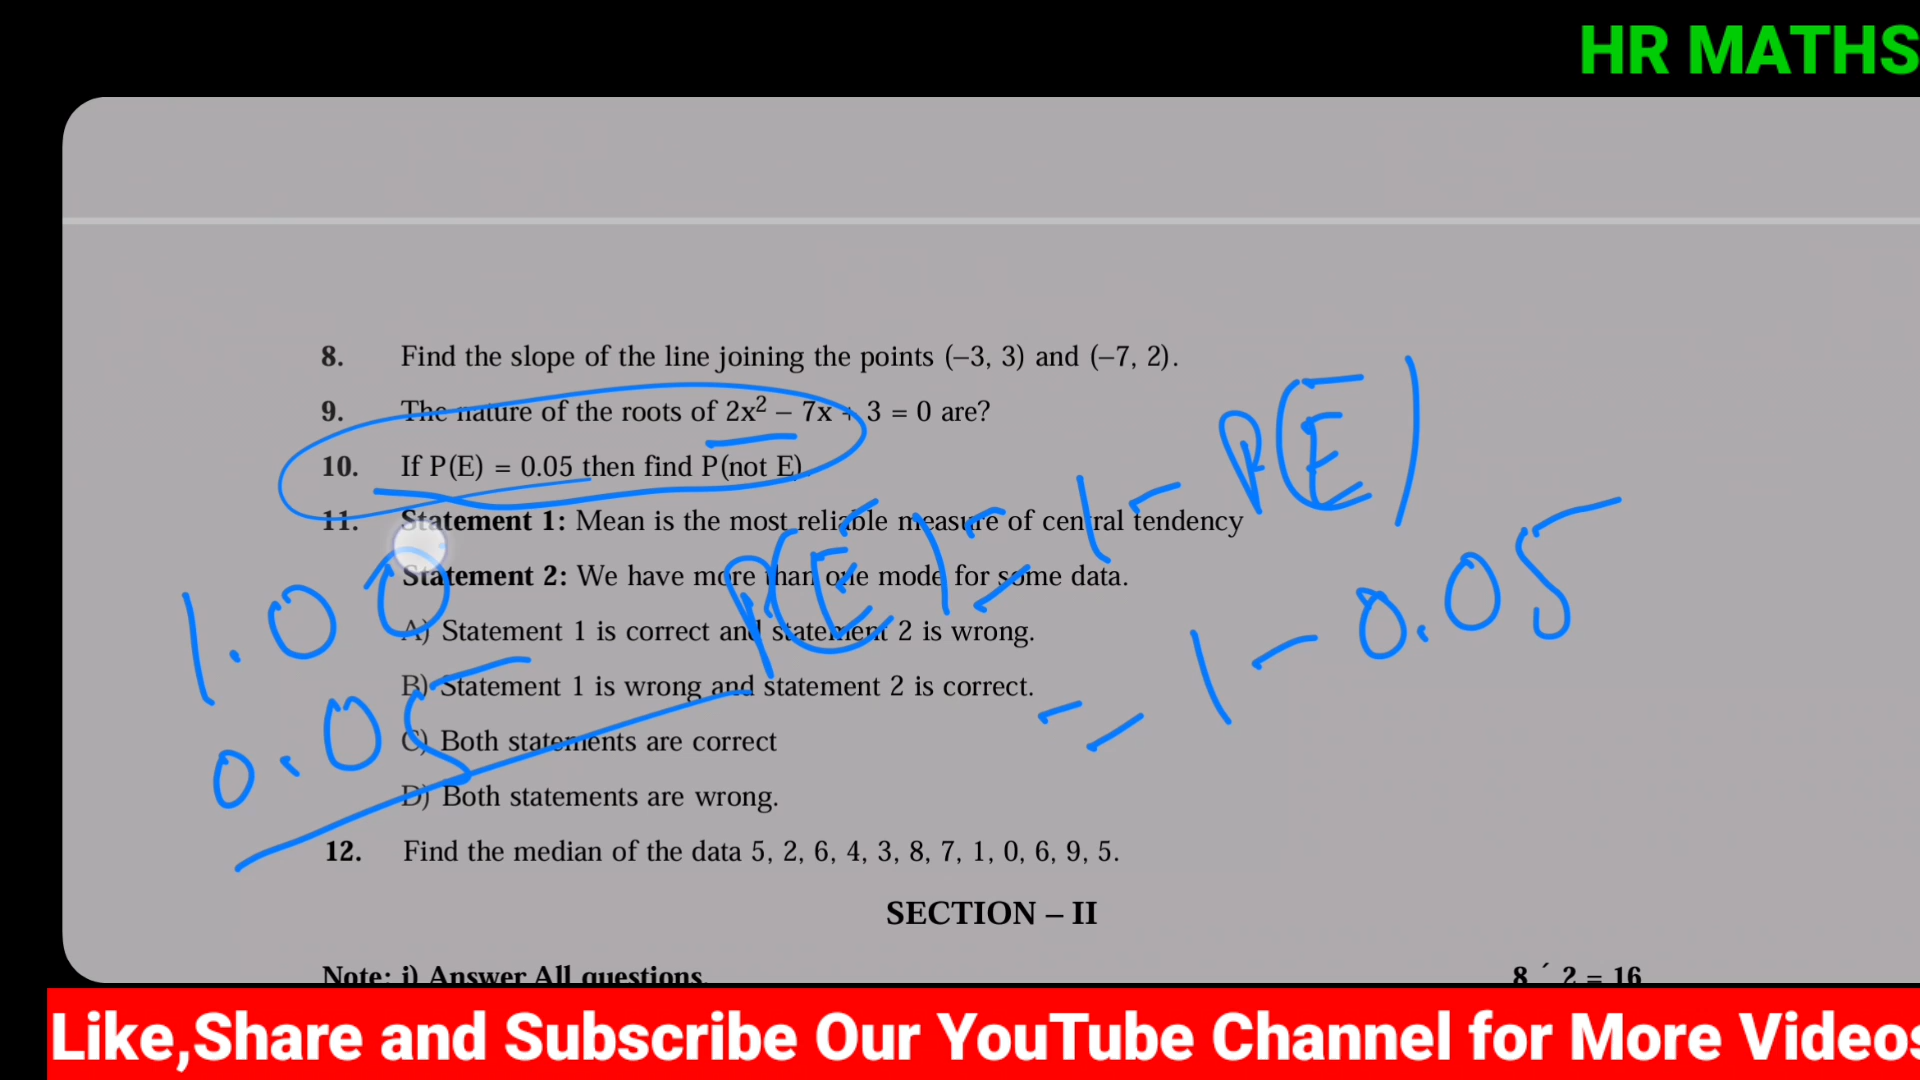 HR MATHS
8. Find the slope of the line joining the points (–3, 3) and (–7, 2).
9. The nature of the roots of 2x² – 7x + 3 = 0 are?
10. If P(E) = 0.05 then find P(not E).
11. Statement 1: Mean is the most reliable measure of central tendency
Statement 2: We have more than one mode for some data.
A) Statement 1 is correct and statement 2 is wrong.
B) Statement 1 is wrong and statement 2 is correct.
C) Both statements are correct
D) Both statements are wrong.
12. Find the median of the data 5, 2, 6, 4, 3, 8, 7, 1, 0, 6, 9, 5.
SECTION – II
Note: i) Answer All questions. 8 ´ 2 = 16
P(E) = 1 – P(E)
= 1 – 0.05
1.00
0.05
Like,Share and Subscribe Our YouTube Channel for More Videos